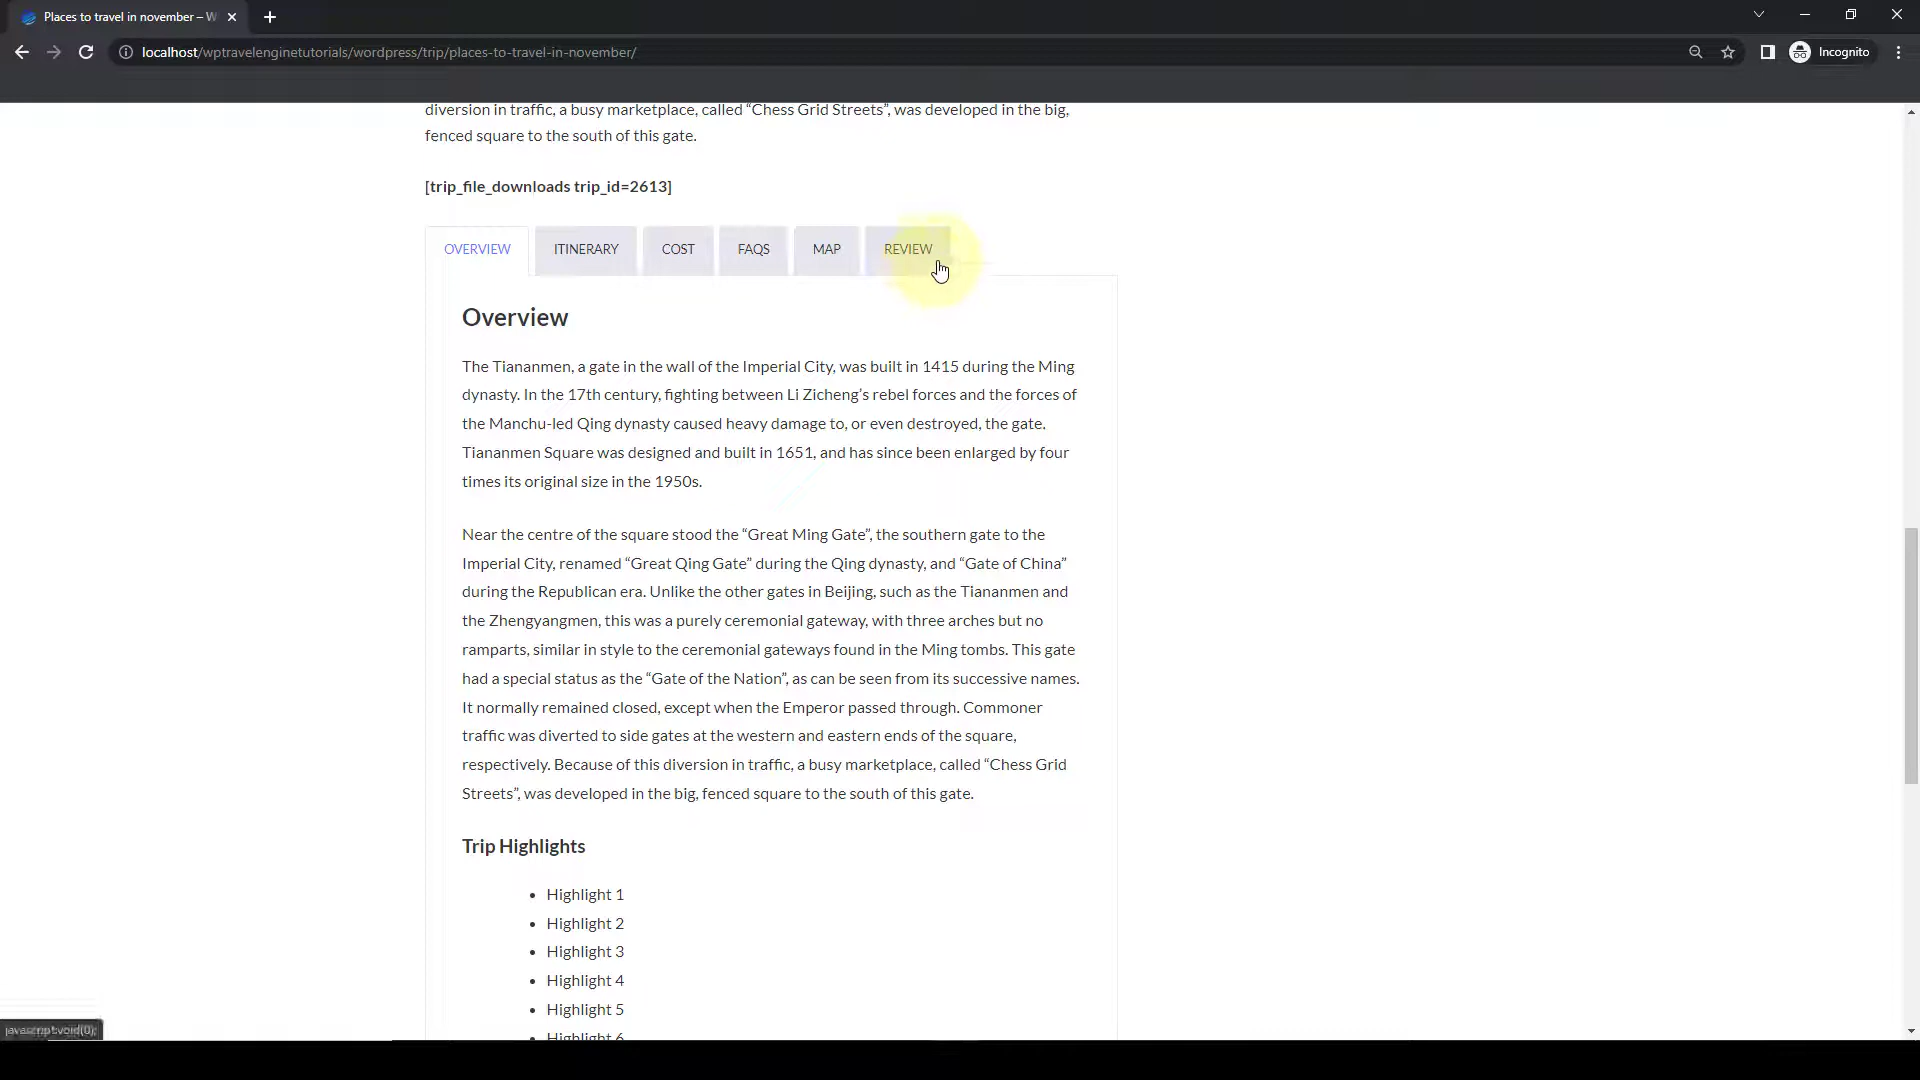 Places to travel in november – W
localhost/wptravelenginetutorials/wordpress/trip/places-to-travel-in-november/
Incognito
diversion in traffic, a busy marketplace, called “Chess Grid Streets”, was developed in the big,
fenced square to the south of this gate.
[trip_file_downloads trip_id=2613]
OVERVIEW ITINERARY COST FAQS MAP REVIEW
Overview
The Tiananmen, a gate in the wall of the Imperial City, was built in 1415 during the Ming
dynasty. In the 17th century, fighting between Li Zicheng’s rebel forces and the forces of
the Manchu-led Qing dynasty caused heavy damage to, or even destroyed, the gate.
Tiananmen Square was designed and built in 1651, and has since been enlarged by four
times its original size in the 1950s.
Near the centre of the square stood the “Great Ming Gate”, the southern gate to the
Imperial City, renamed “Great Qing Gate” during the Qing dynasty, and “Gate of China”
during the Republican era. Unlike the other gates in Beijing, such as the Tiananmen and
the Zhengyangmen, this was a purely ceremonial gateway, with three arches but no
ramparts, similar in style to the ceremonial gateways found in the Ming tombs. This gate
had a special status as the “Gate of the Nation”, as can be seen from its successive names.
It normally remained closed, except when the Emperor passed through. Commoner
traffic was diverted to side gates at the western and eastern ends of the square,
respectively. Because of this diversion in traffic, a busy marketplace, called “Chess Grid
Streets”, was developed in the big, fenced square to the south of this gate.
Trip Highlights
• Highlight 1
• Highlight 2
• Highlight 3
• Highlight 4
• Highlight 5
Highlight 6
javascript:void(0);